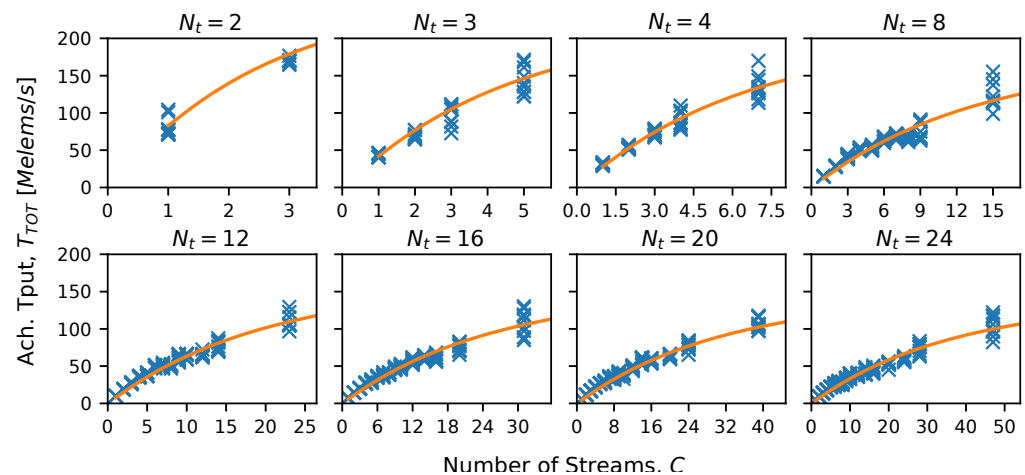 N_t = 2 N_t = 3 N_t = 4 N_t = 8
200
150
100
50
0
0 1 2 3
0 1 2 3 4 5
0.0 1.5 3.0 4.5 6.0 7.5
0 3 6 9 12 15
N_t = 12 N_t = 16 N_t = 20 N_t = 24
200
150
100
50
0
0 5 10 15 20 25
0 6 12 18 24 30
0 8 16 24 32 40
0 10 20 30 40 50
Ach. Tput, T_TOT [Melems/s]
Number of Streams, C